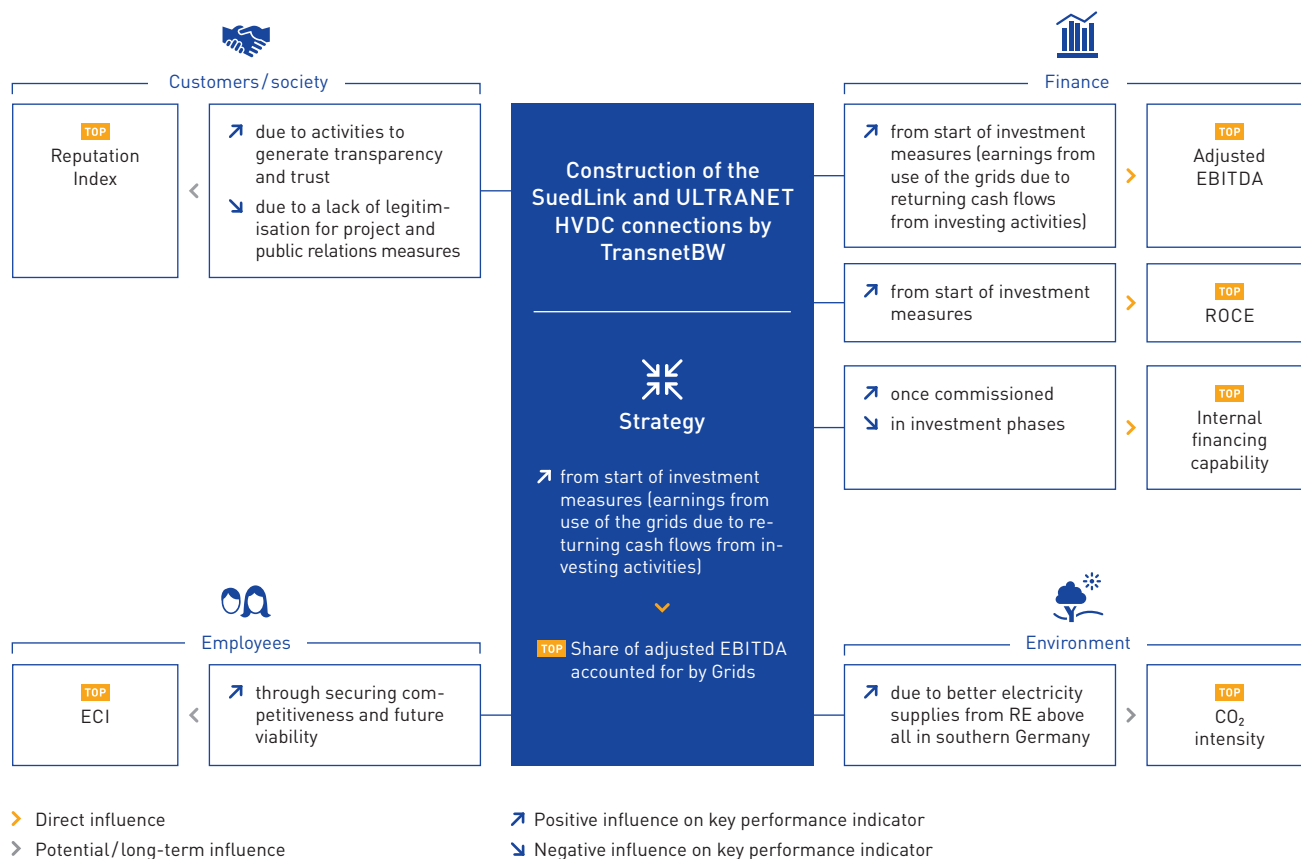 Customers/society
TOP
Reputation
Index
due to activities to
generate transparency
and trust
due to a lack of legitim-
isation for project and
public relations measures
Construction of the
SuedLink and ULTRANET
HVDC connections by
TransnetBW
Strategy
from start of investment
measures (earnings from
use of the grids due to re-
turning cash flows from in-
vesting activities)
TOP Share of adjusted EBITDA
accounted for by Grids
Finance
from start of investment
measures (earnings from
use of the grids due to
returning cash flows
from investing activities)
TOP
Adjusted
EBITDA
from start of investment
measures
TOP
ROCE
once commissioned
in investment phases
TOP
Internal
financing
capability
Employees
TOP
ECI
through securing com-
petitiveness and future
viability
Environment
due to better electricity
supplies from RE above
all in southern Germany
TOP
CO₂
intensity
Direct influence
Potential/long-term influence
Positive influence on key performance indicator
Negative influence on key performance indicator